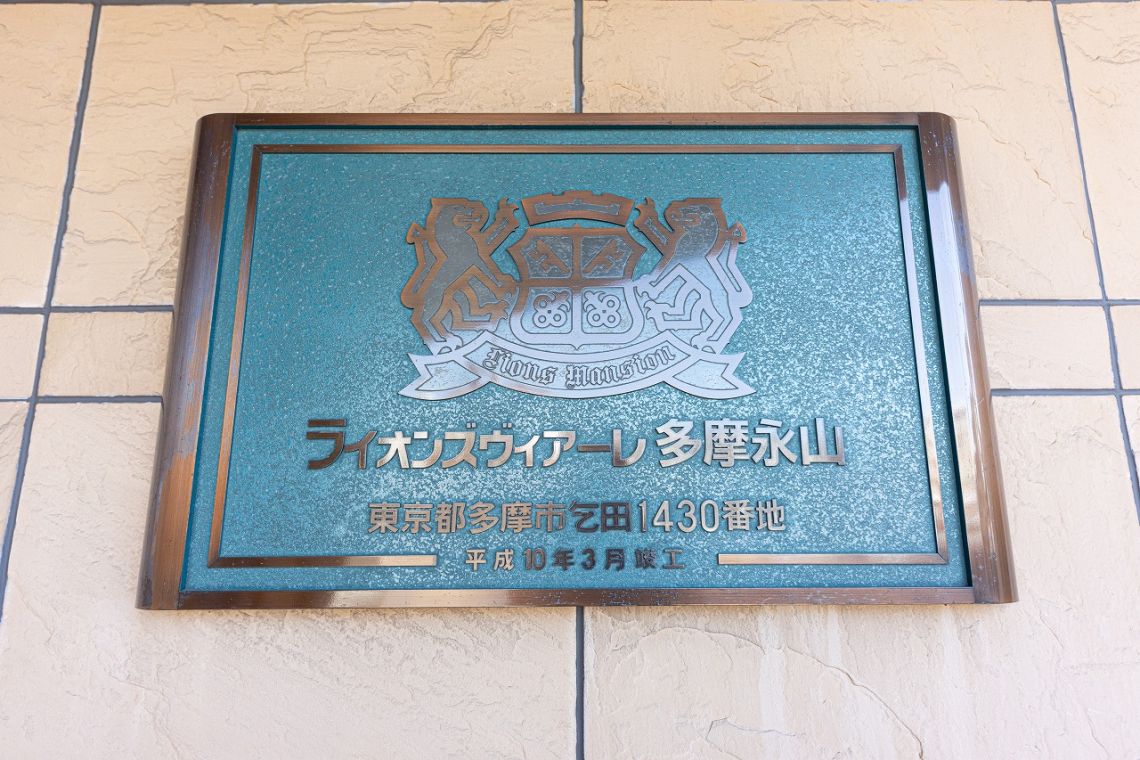 Lions Mansion
ライオンズヴィアーレ多摩永山
東京都多摩市乞田1430番地
平成10年3月竣工